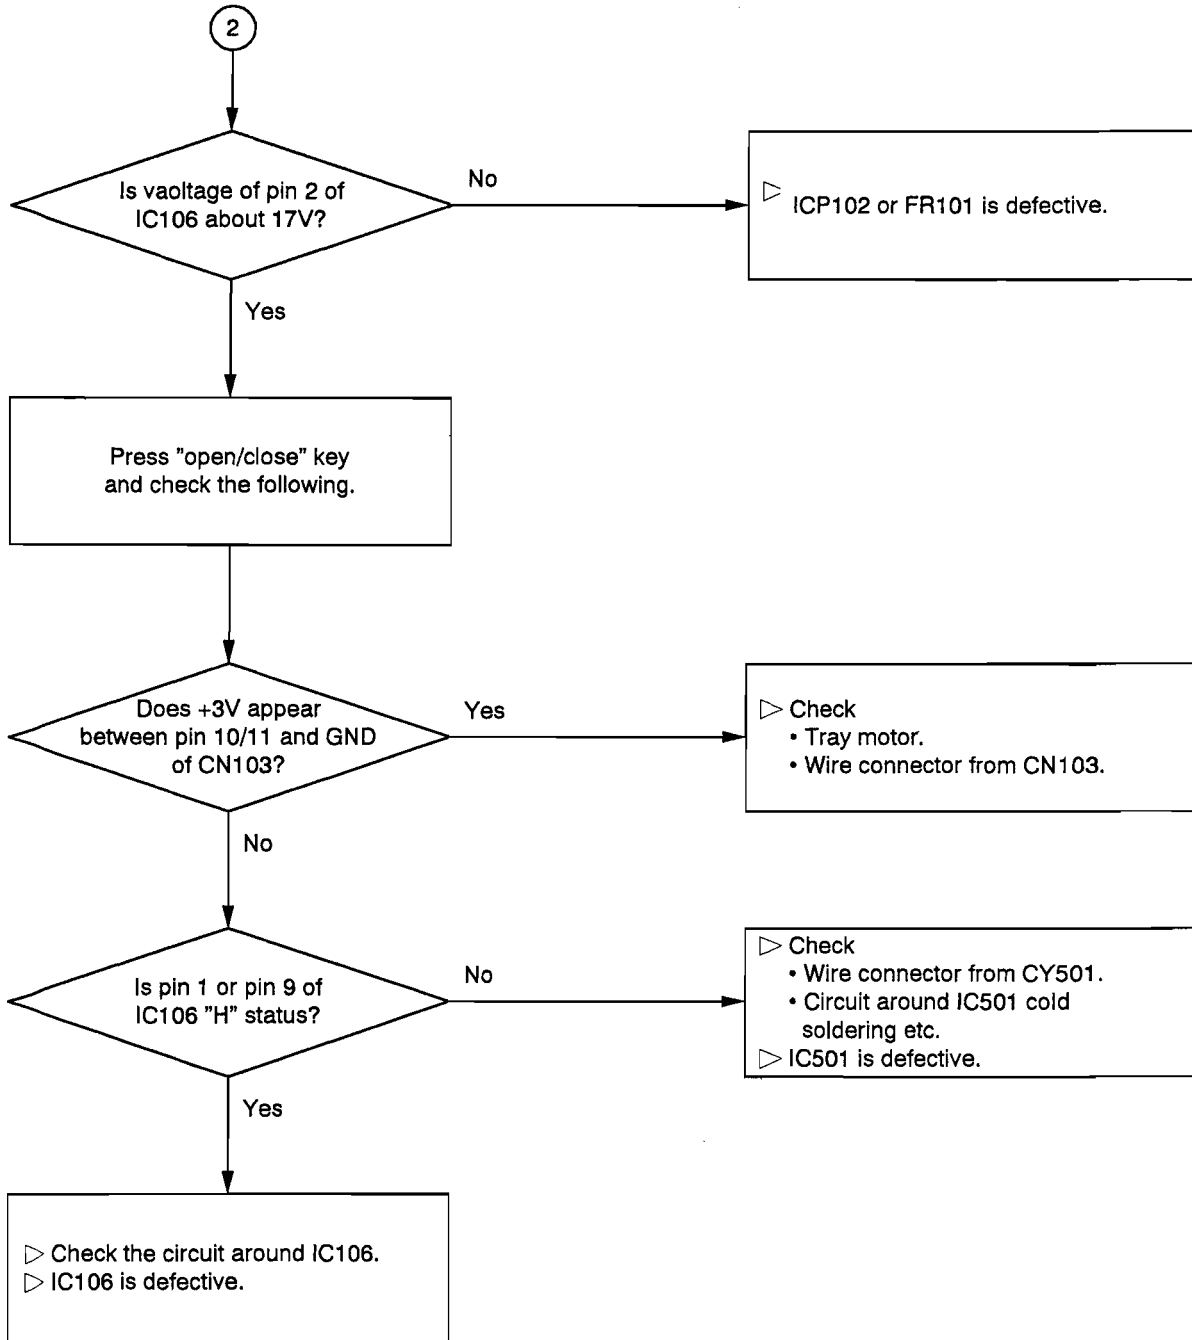 2
Is vaoltage of pin 2 of
IC106 about 17V?
No
▷
ICP102 or FR101 is defective.
Yes
Press "open/close" key
and check the following.
Does +3V appear
between pin 10/11 and GND
of CN103?
Yes
▷ Check
• Tray motor.
• Wire connector from CN103.
No
Is pin 1 or pin 9 of
IC106 "H" status?
No
▷ Check
• Wire connector from CY501.
• Circuit around IC501 cold
soldering etc.
▷ IC501 is defective.
Yes
▷ Check the circuit around IC106.
▷ IC106 is defective.